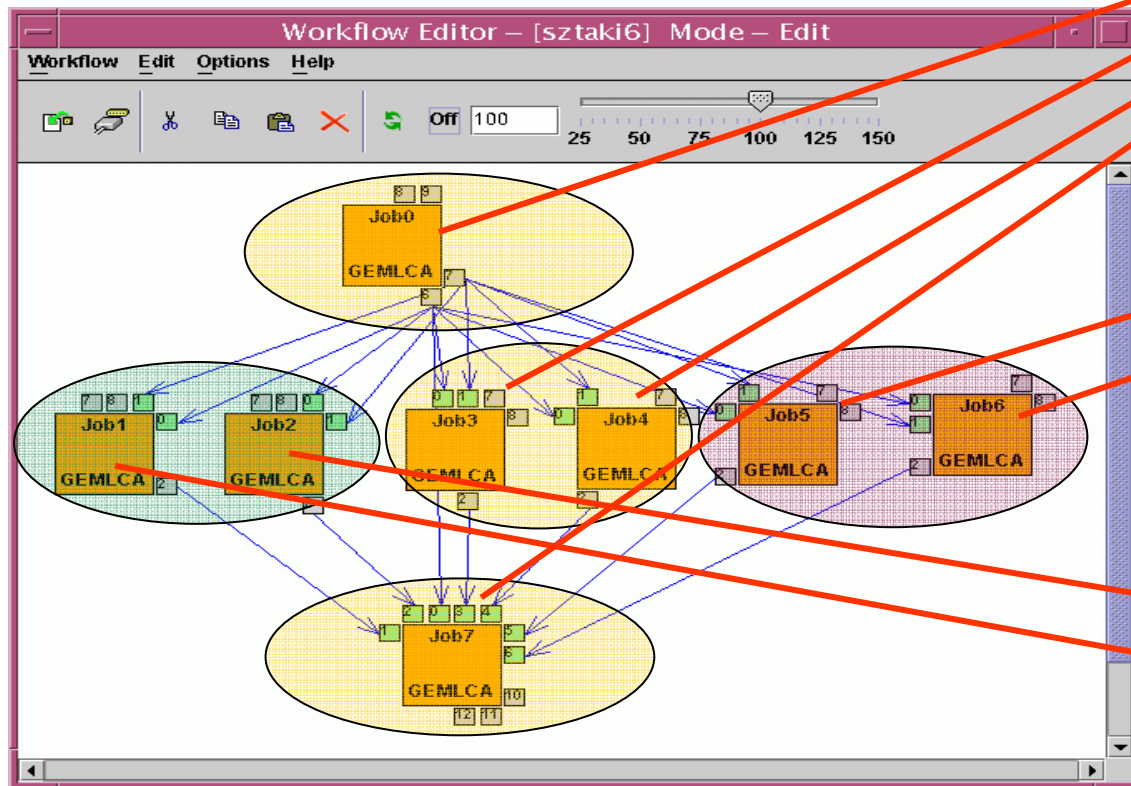 Workflow Editor – [sztaki6] Mode – Edit
Workflow Edit Options Help
Off 100
25 50 75 100 125 150
8 9
Job0
GEMLCA
7
6
7 8 1
Job1
0
GEMLCA
2
7 8 0
Job2
1
GEMLCA
0 1 7
Job3
8
GEMLCA
2
1 7
0
Job4
8
GEMLCA
2
1 7
0
Job5
8
GEMLCA
2
7
0
Job6
8
1
GEMLCA
2
2 0 3 4
1
Job7
5
6
GEMLCA
10
12 11